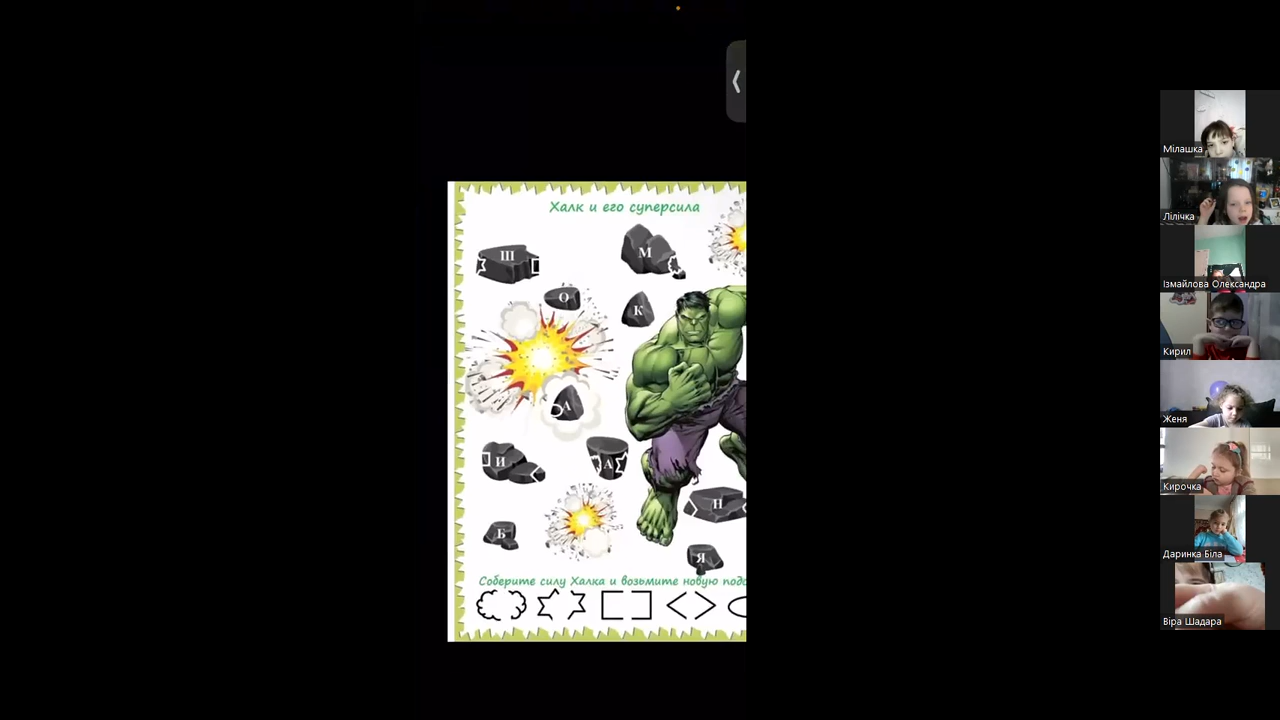 Халк и его суперсила
Ш
М
О
К
А
И
А
Н
Б
Я
Соберите силу Халка и возьмите новую подс
Мілашка
Лілічка
Ізмайлова Олександра
Кирил
Женя
Кирочка
Даринка Біла
Віра Шадара